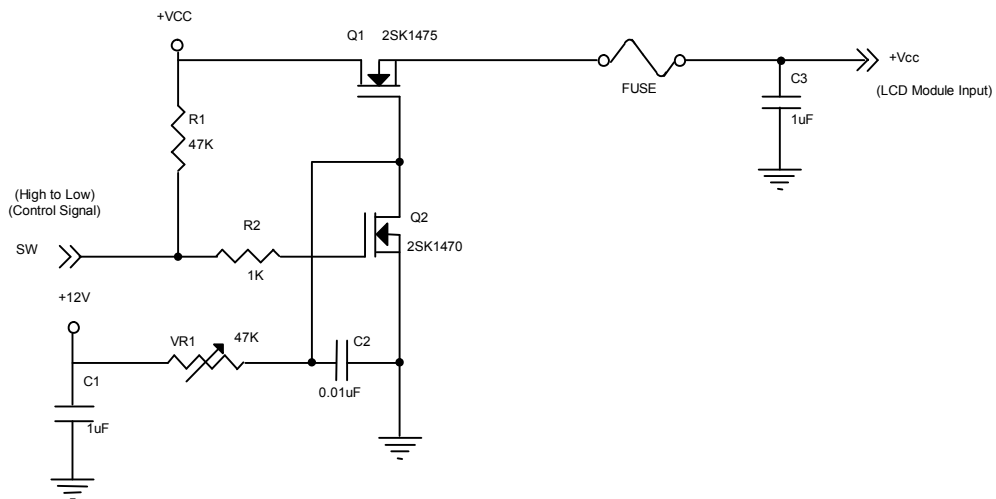 +VCC
Q1 2SK1475
+Vcc
(LCD Module Input)
FUSE
C3
1uF
R1
47K
(High to Low)
(Control Signal)
SW
R2
1K
Q2
2SK1470
+12V
VR1
47K
C2
0.01uF
C1
1uF